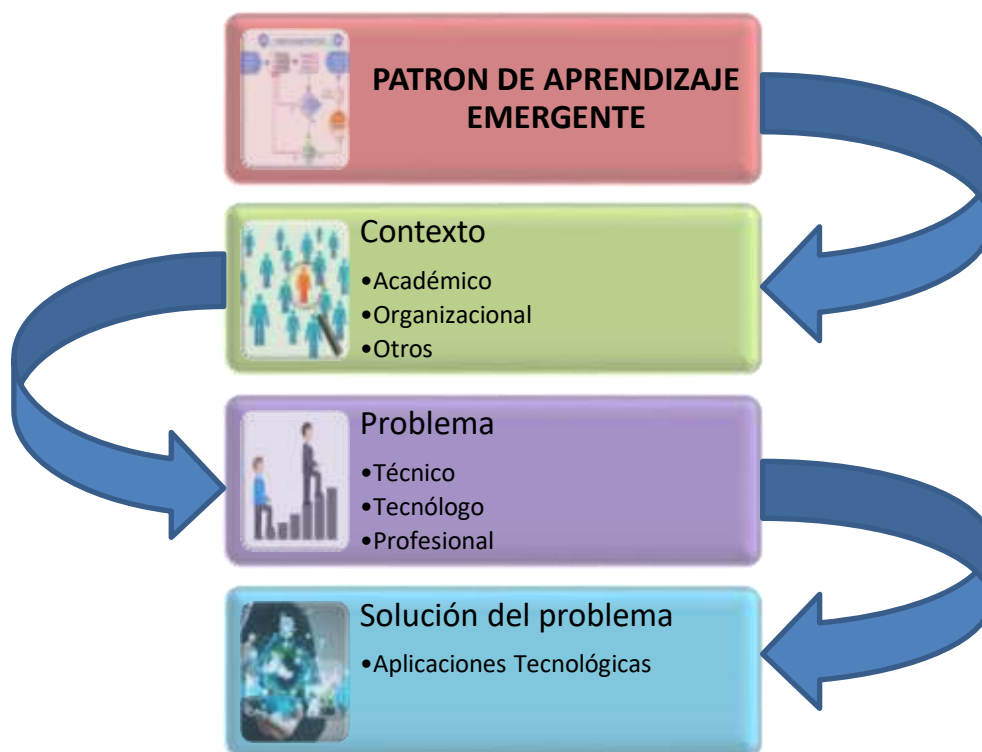 PATRON DE APRENDIZAJE
EMERGENTE
Contexto
•Académico
•Organizacional
•Otros
Problema
•Técnico
•Tecnólogo
•Profesional
Solución del problema
•Aplicaciones Tecnológicas